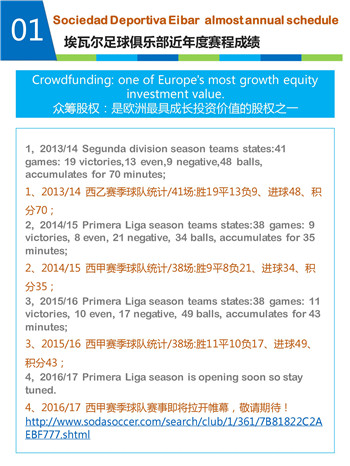 01
Sociedad Deportiva Eibar almost annual schedule
埃瓦尔足球俱乐部近年度赛程成绩
Crowdfunding: one of Europe's most growth equity
investment value.
众筹股权：是欧洲最具成长投资价值的股权之一
1, 2013/14 Segunda division season teams states:41
games: 19 victories,13 even,9 negative,48 balls,
accumulates for 70 minutes;
1、2013/14 西乙赛季球队统计/41场:胜19平13负9、进球48、积
分70；
2, 2014/15 Primera Liga season teams states:38 games: 9
victories, 8 even, 21 negative, 34 balls, accumulates for 35
minutes;
2、2014/15 西甲赛季球队统计/38场:胜9平8负21、进球34、积
分35；
3, 2015/16 Primera Liga season teams states:38 games: 11
victories, 10 even, 17 negative, 49 balls, accumulates for 43
minutes;
3、2015/16 西甲赛季球队统计/38场:胜11平10负17、进球49、
积分43；
4, 2016/17 Primera Liga season is opening soon so stay
tuned.
4、2016/17 西甲赛季球队赛事即将拉开帷幕，敬请期待！
http://www.sodasoccer.com/search/club/1/361/7B81822C2A
EBF777.shtml